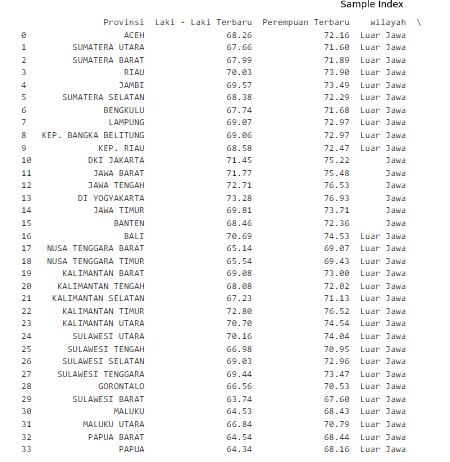 Sample Index
Provinsi Laki - Laki Terbaru Perempuan Terbaru wilayah \
0 ACEH 68.26 72.16 Luar Jawa
1 SUMATERA UTARA 67.66 71.60 Luar Jawa
2 SUMATERA BARAT 67.99 71.89 Luar Jawa
3 RIAU 70.03 73.90 Luar Jawa
4 JAMBI 69.57 73.49 Luar Jawa
5 SUMATERA SELATAN 68.38 72.29 Luar Jawa
6 BENGKULU 67.74 71.68 Luar Jawa
7 LAMPUNG 69.07 72.97 Luar Jawa
8 KEP. BANGKA BELITUNG 69.06 72.97 Luar Jawa
9 KEP. RIAU 68.58 72.47 Luar Jawa
10 DKI JAKARTA 71.45 75.22 Jawa
11 JAWA BARAT 71.77 75.48 Jawa
12 JAWA TENGAH 72.71 76.53 Jawa
13 DI YOGYAKARTA 73.28 76.93 Jawa
14 JAWA TIMUR 69.81 73.71 Jawa
15 BANTEN 68.46 72.36 Jawa
16 BALI 70.69 74.53 Luar Jawa
17 NUSA TENGGARA BARAT 65.14 69.07 Luar Jawa
18 NUSA TENGGARA TIMUR 65.54 69.43 Luar Jawa
19 KALIMANTAN BARAT 69.08 73.00 Luar Jawa
20 KALIMANTAN TENGAH 68.08 72.02 Luar Jawa
21 KALIMANTAN SELATAN 67.23 71.13 Luar Jawa
22 KALIMANTAN TIMUR 72.80 76.52 Luar Jawa
23 KALIMANTAN UTARA 70.70 74.54 Luar Jawa
24 SULAWESI UTARA 70.16 74.04 Luar Jawa
25 SULAWESI TENGAH 66.98 70.95 Luar Jawa
26 SULAWESI SELATAN 69.03 72.96 Luar Jawa
27 SULAWESI TENGGARA 69.44 73.47 Luar Jawa
28 GORONTALO 66.56 70.53 Luar Jawa
29 SULAWESI BARAT 63.74 67.60 Luar Jawa
30 MALUKU 64.53 68.43 Luar Jawa
31 MALUKU UTARA 66.84 70.79 Luar Jawa
32 PAPUA BARAT 64.54 68.44 Luar Jawa
33 PAPUA 64.34 68.16 Luar Jawa